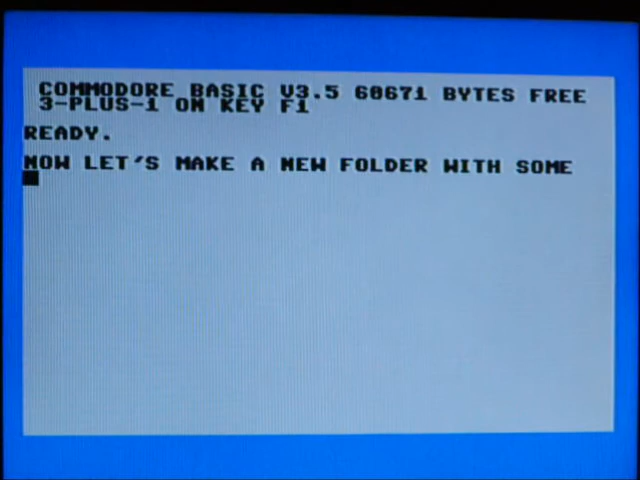 COMMODORE BASIC V3.5 60671 BYTES FREE
3-PLUS-1 ON KEY F1
READY.
NOW LET'S MAKE A NEW FOLDER WITH SOME